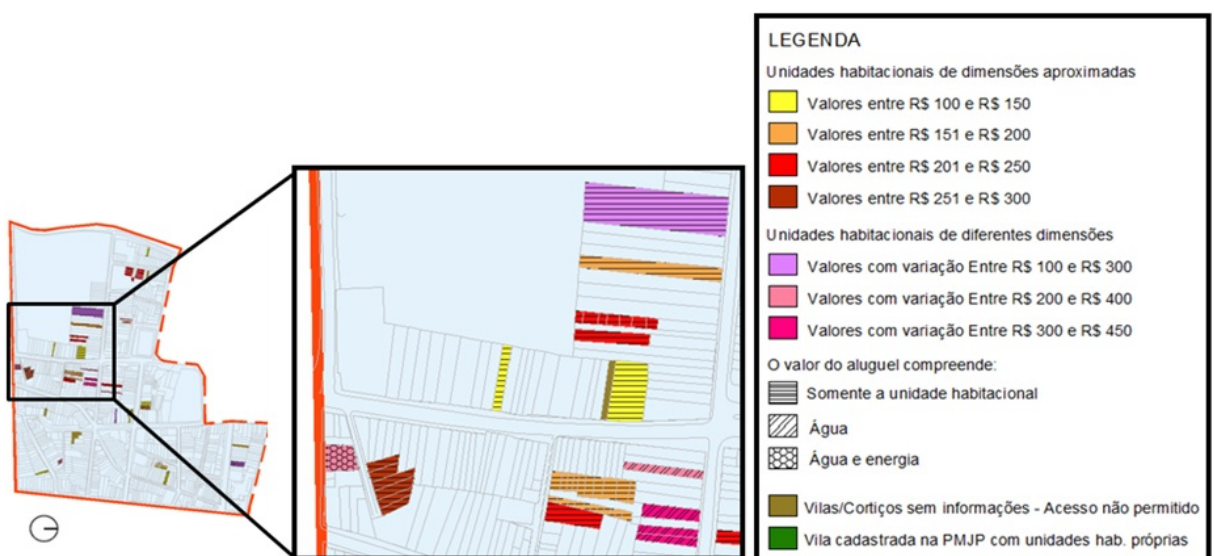 LEGENDA
Unidades habitacionais de dimensões aproximadas
Valores entre R$ 100 e R$ 150
Valores entre R$ 151 e R$ 200
Valores entre R$ 201 e R$ 250
Valores entre R$ 251 e R$ 300
Unidades habitacionais de diferentes dimensões
Valores com variação Entre R$ 100 e R$ 300
Valores com variação Entre R$ 200 e R$ 400
Valores com variação Entre R$ 300 e R$ 450
O valor do aluguel compreende:
Somente a unidade habitacional
Água
Água e energia
Vilas/Cortiços sem informações - Acesso não permitido
Vila cadastrada na PMJP com unidades hab. próprias